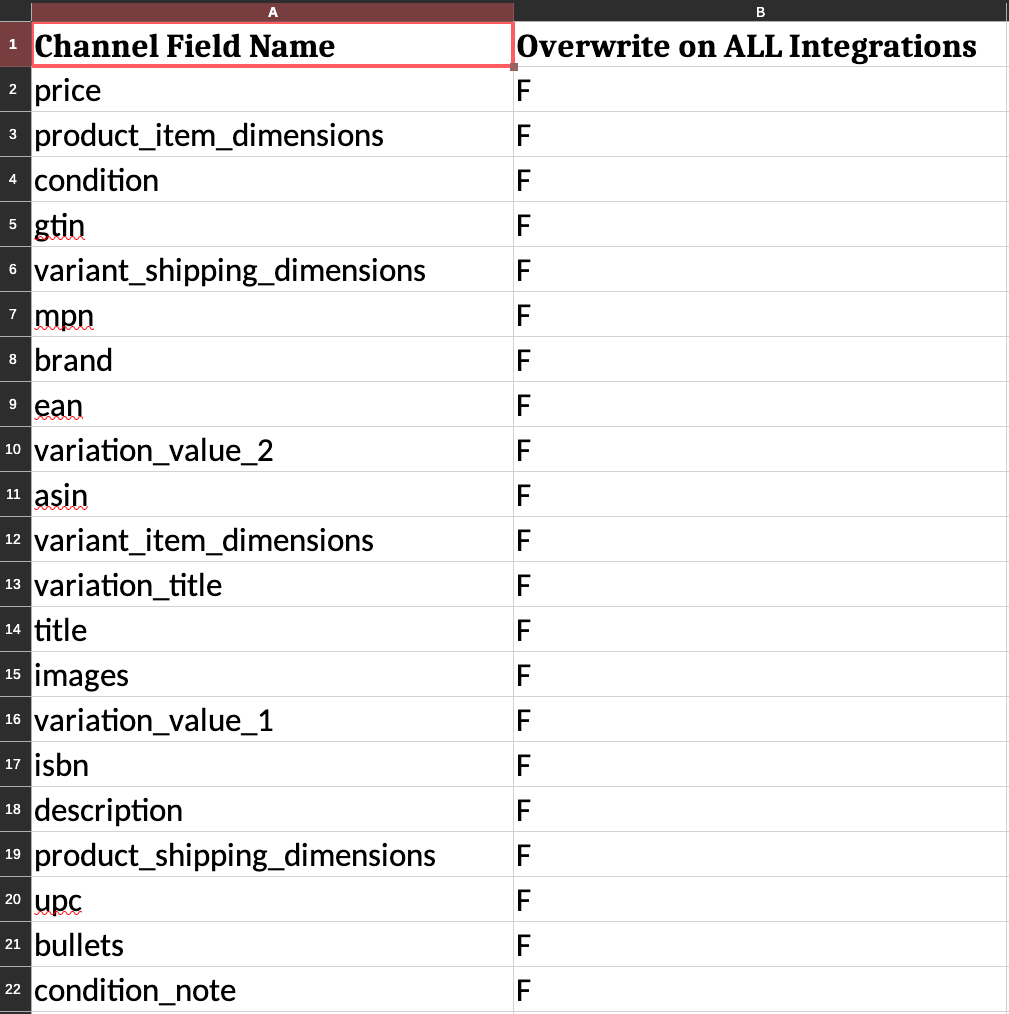 A B
1 Channel Field Name Overwrite on ALL Integrations
2 price F
3 product_item_dimensions F
4 condition F
5 gtin F
6 variant_shipping_dimensions F
7 mpn F
8 brand F
9 ean F
10 variation_value_2 F
11 asin F
12 variant_item_dimensions F
13 variation_title F
14 title F
15 images F
16 variation_value_1 F
17 isbn F
18 description F
19 product_shipping_dimensions F
20 upc F
21 bullets F
22 condition_note F